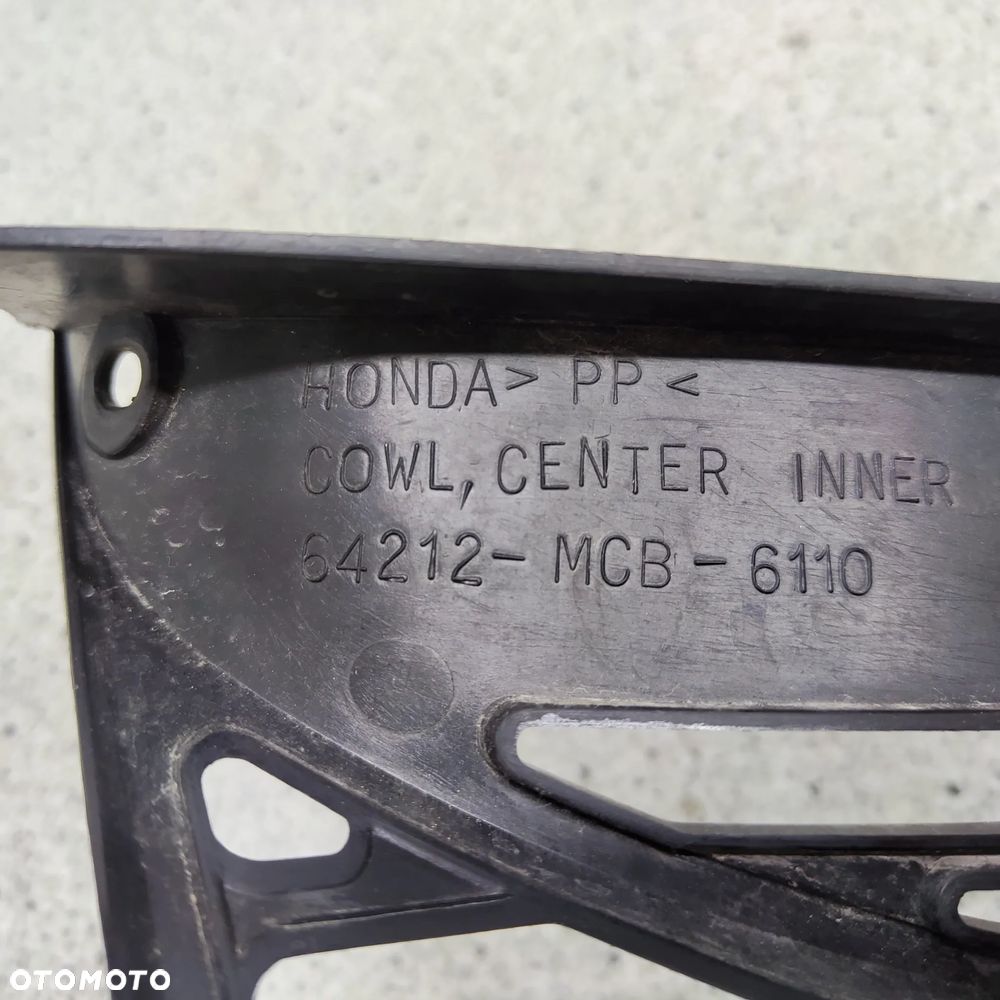 HONDA> PP <
COWL, CENTER INNER
64212- MCB - 6110
OTOMOTO